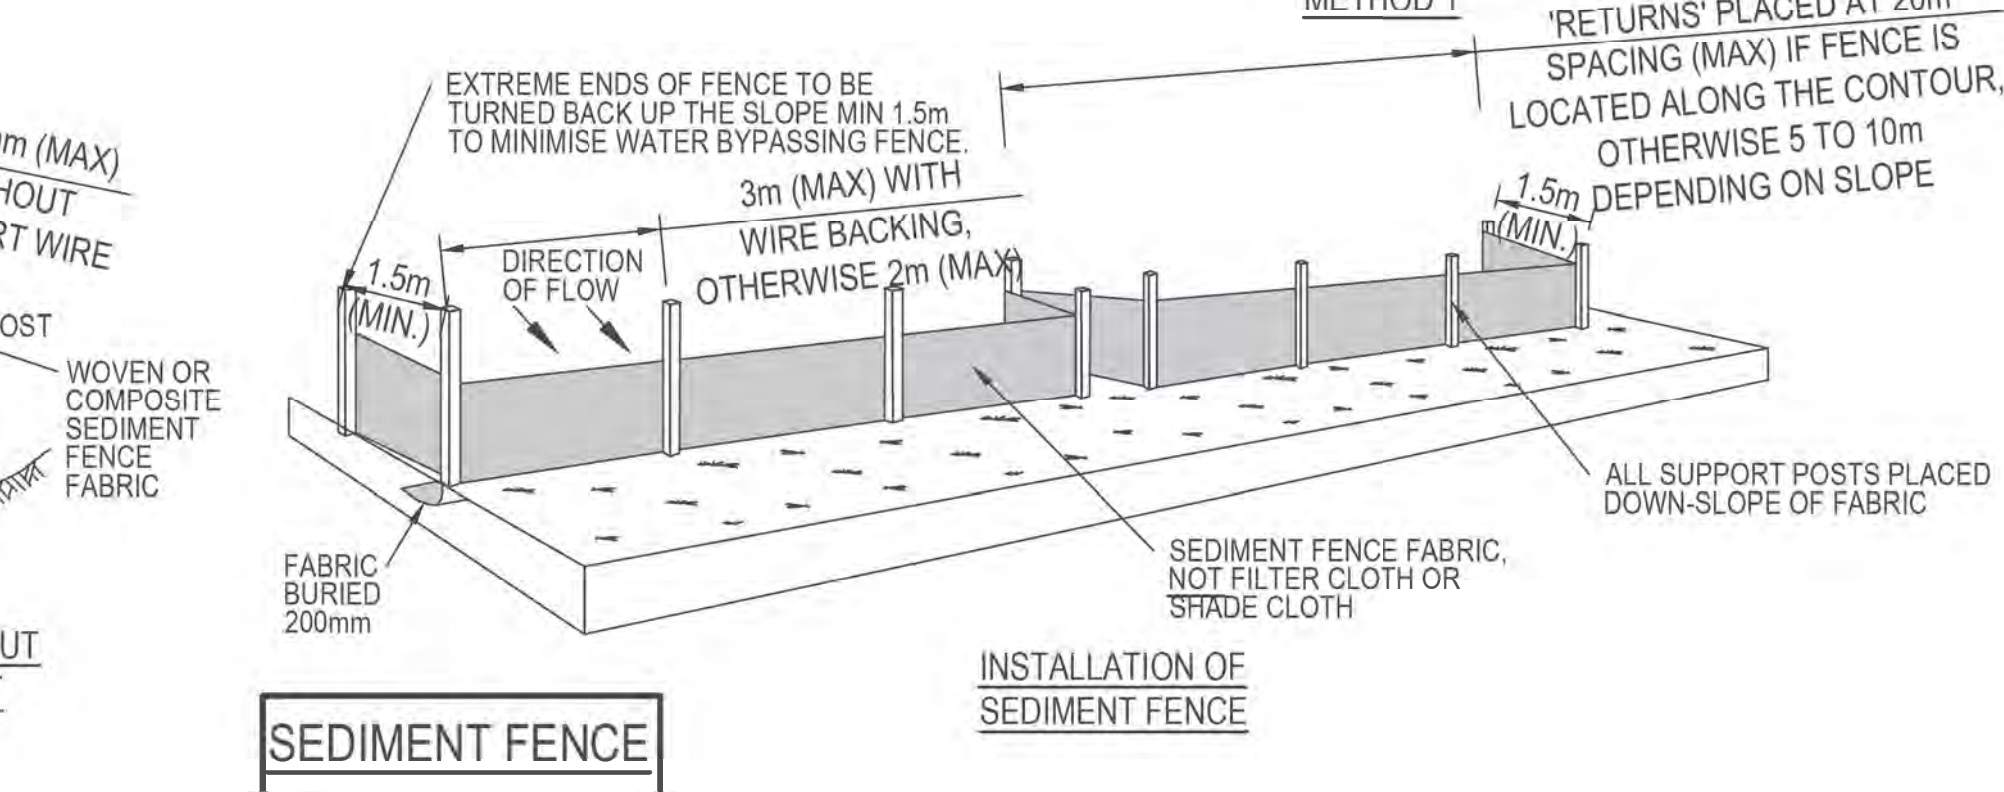 METHOD 1
'RETURNS' PLACED AT 20m
SPACING (MAX) IF FENCE IS
LOCATED ALONG THE CONTOUR,
OTHERWISE 5 TO 10m
DEPENDING ON SLOPE
EXTREME ENDS OF FENCE TO BE
TURNED BACK UP THE SLOPE MIN 1.5m
TO MINIMISE WATER BYPASSING FENCE.
(MAX)
WIRE
3m (MAX) WITH
WIRE BACKING,
OTHERWISE 2m (MAX)
1.5m
(MIN.)
DIRECTION
OF FLOW
1.5m
(MIN.)
WOVEN OR
COMPOSITE
SEDIMENT
FENCE
FABRIC
ALL SUPPORT POSTS PLACED
DOWN-SLOPE OF FABRIC
FABRIC
BURIED
200mm
SEDIMENT FENCE FABRIC,
NOT FILTER CLOTH OR
SHADE CLOTH
INSTALLATION OF
SEDIMENT FENCE
SEDIMENT FENCE